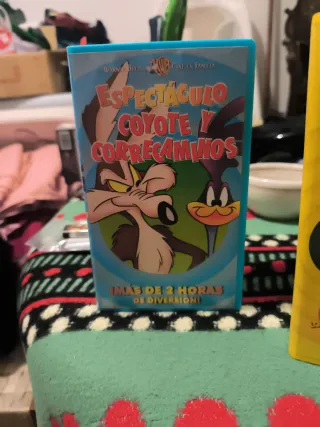 ESPECTÁCULO
COYOTE Y
CORRECAMINOS
¡MÁS DE 2 HORAS
DE DIVERSIÓN!